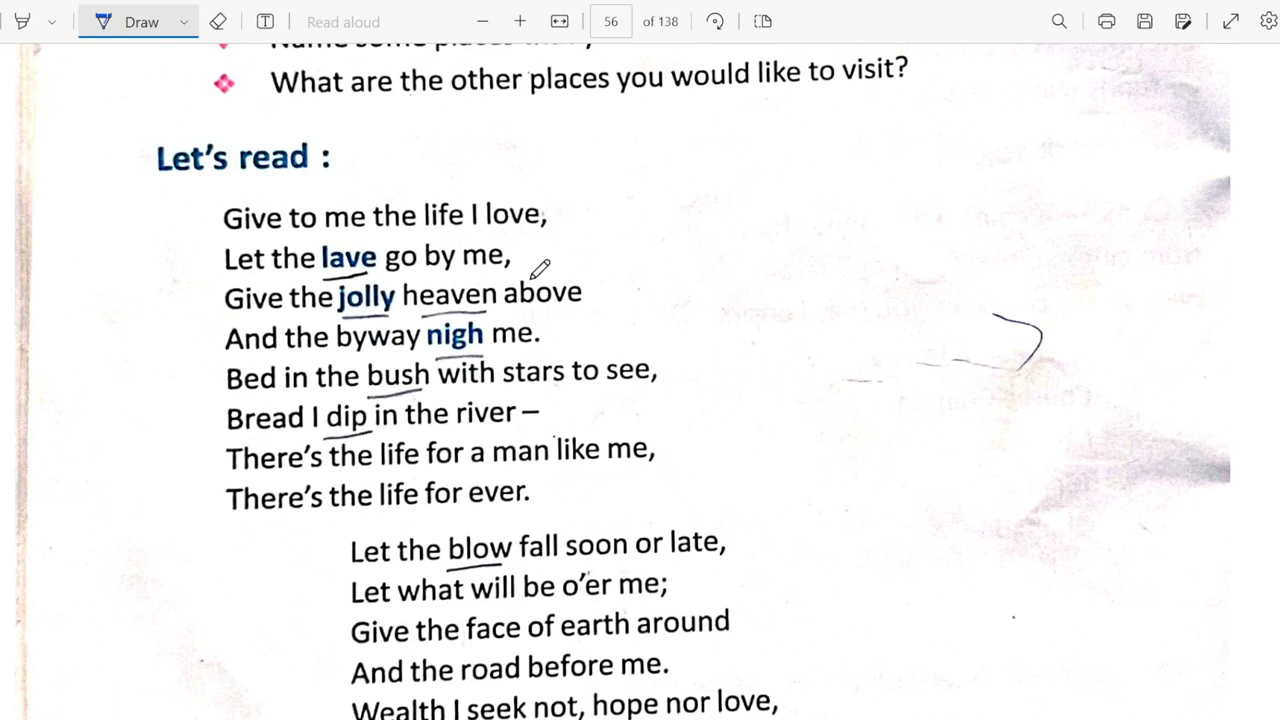 Draw
Read aloud
56 of 138
Name some places
What are the other places you would like to visit?
Let's read :
Give to me the life I love,
Let the lave go by me,
Give the jolly heaven above
And the byway nigh me.
Bed in the bush with stars to see,
Bread I dip in the river –
There's the life for a man like me,
There's the life for ever.
Let the blow fall soon or late,
Let what will be o'er me;
Give the face of earth around
And the road before me.
Wealth I seek not, hope nor love,